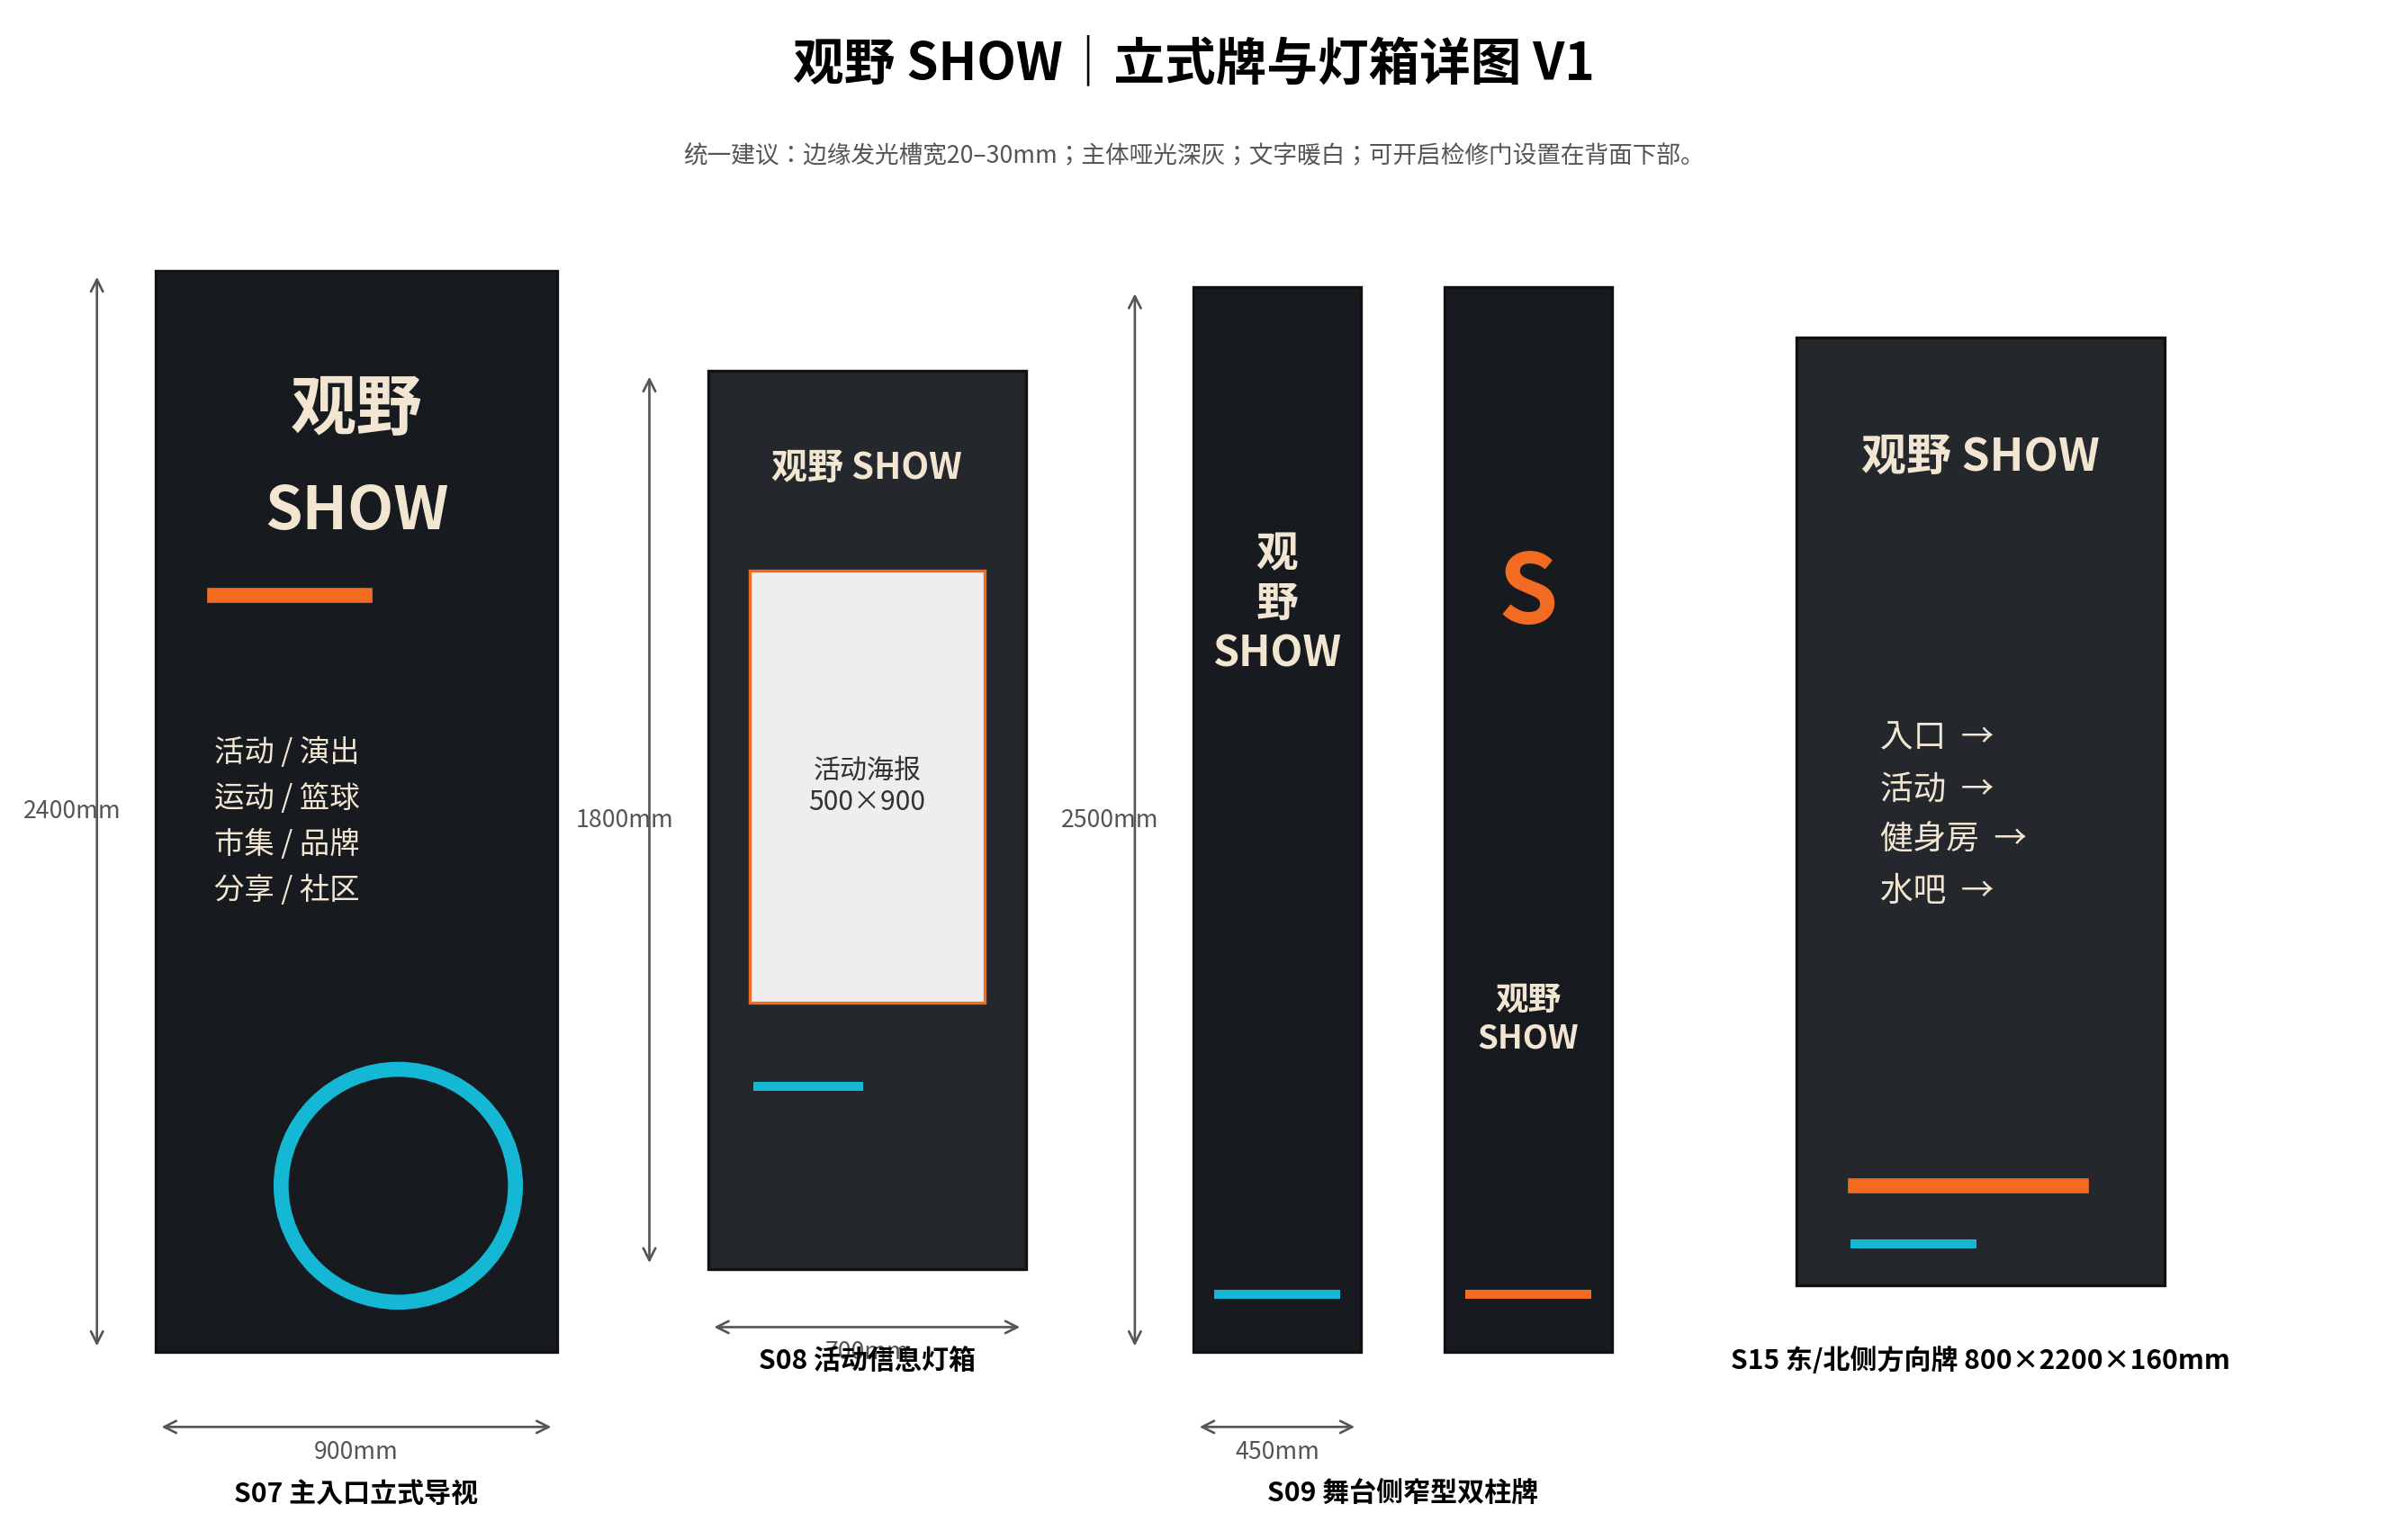 观野 SHOW｜立式牌与灯箱详图 V1
统一建议：边缘发光槽宽20–30mm；主体哑光深灰；文字暖白；可开启检修门设置在背面下部。
观野
SHOW
活动 / 演出
运动 / 篮球
市集 / 品牌
分享 / 社区
2400mm
900mm
S07 主入口立式导视
观野 SHOW
活动海报
500×900
1800mm
700mm
S08 活动信息灯箱
观
野
SHOW
2500mm
450mm
S
观野
SHOW
S09 舞台侧窄型双柱牌
观野 SHOW
入口 →
活动 →
健身房 →
水吧 →
S15 东/北侧方向牌 800×2200×160mm